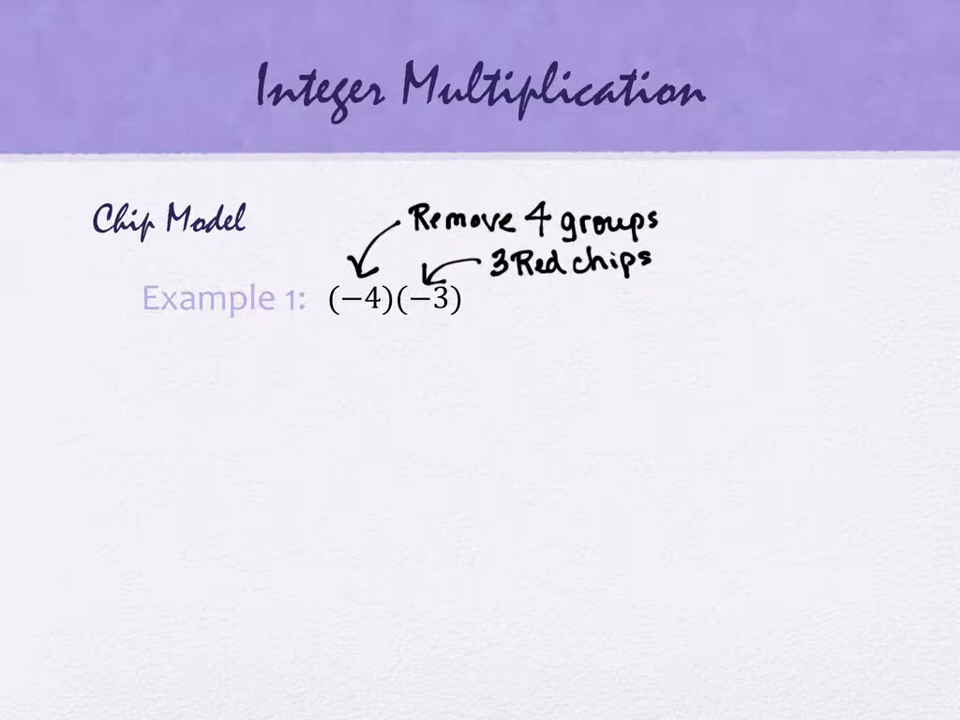 Integer Multiplication
Chip Model
Remove 4 groups
3 Red chips
Example 1: (−4)(−3)